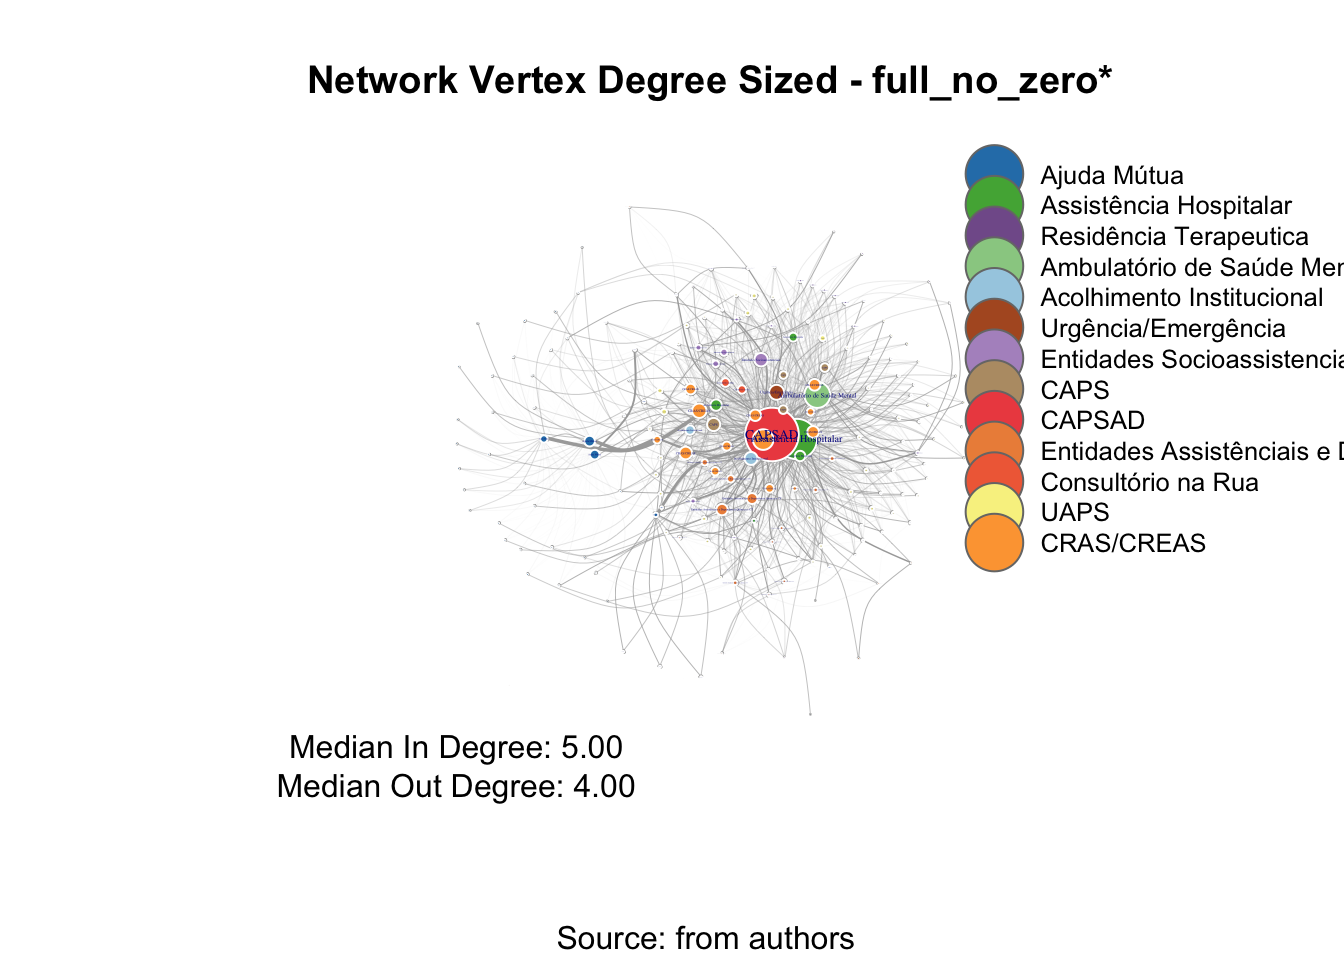 Network Vertex Degree Sized - full_no_zero*
Ajuda Mútua
Assistência Hospitalar
Residência Terapeutica
Ambulatório de Saúde Mer
Acolhimento Institucional
Urgência/Emergência
Entidades Socioassistencia
CAPS
CAPSAD
Entidades Assistênciais e D
Consultório na Rua
UAPS
CRAS/CREAS
Ambulatório de Saúde Mental
CAPSAD
Assistência Hospitalar
Median In Degree: 5.00
Median Out Degree: 4.00
Source: from authors